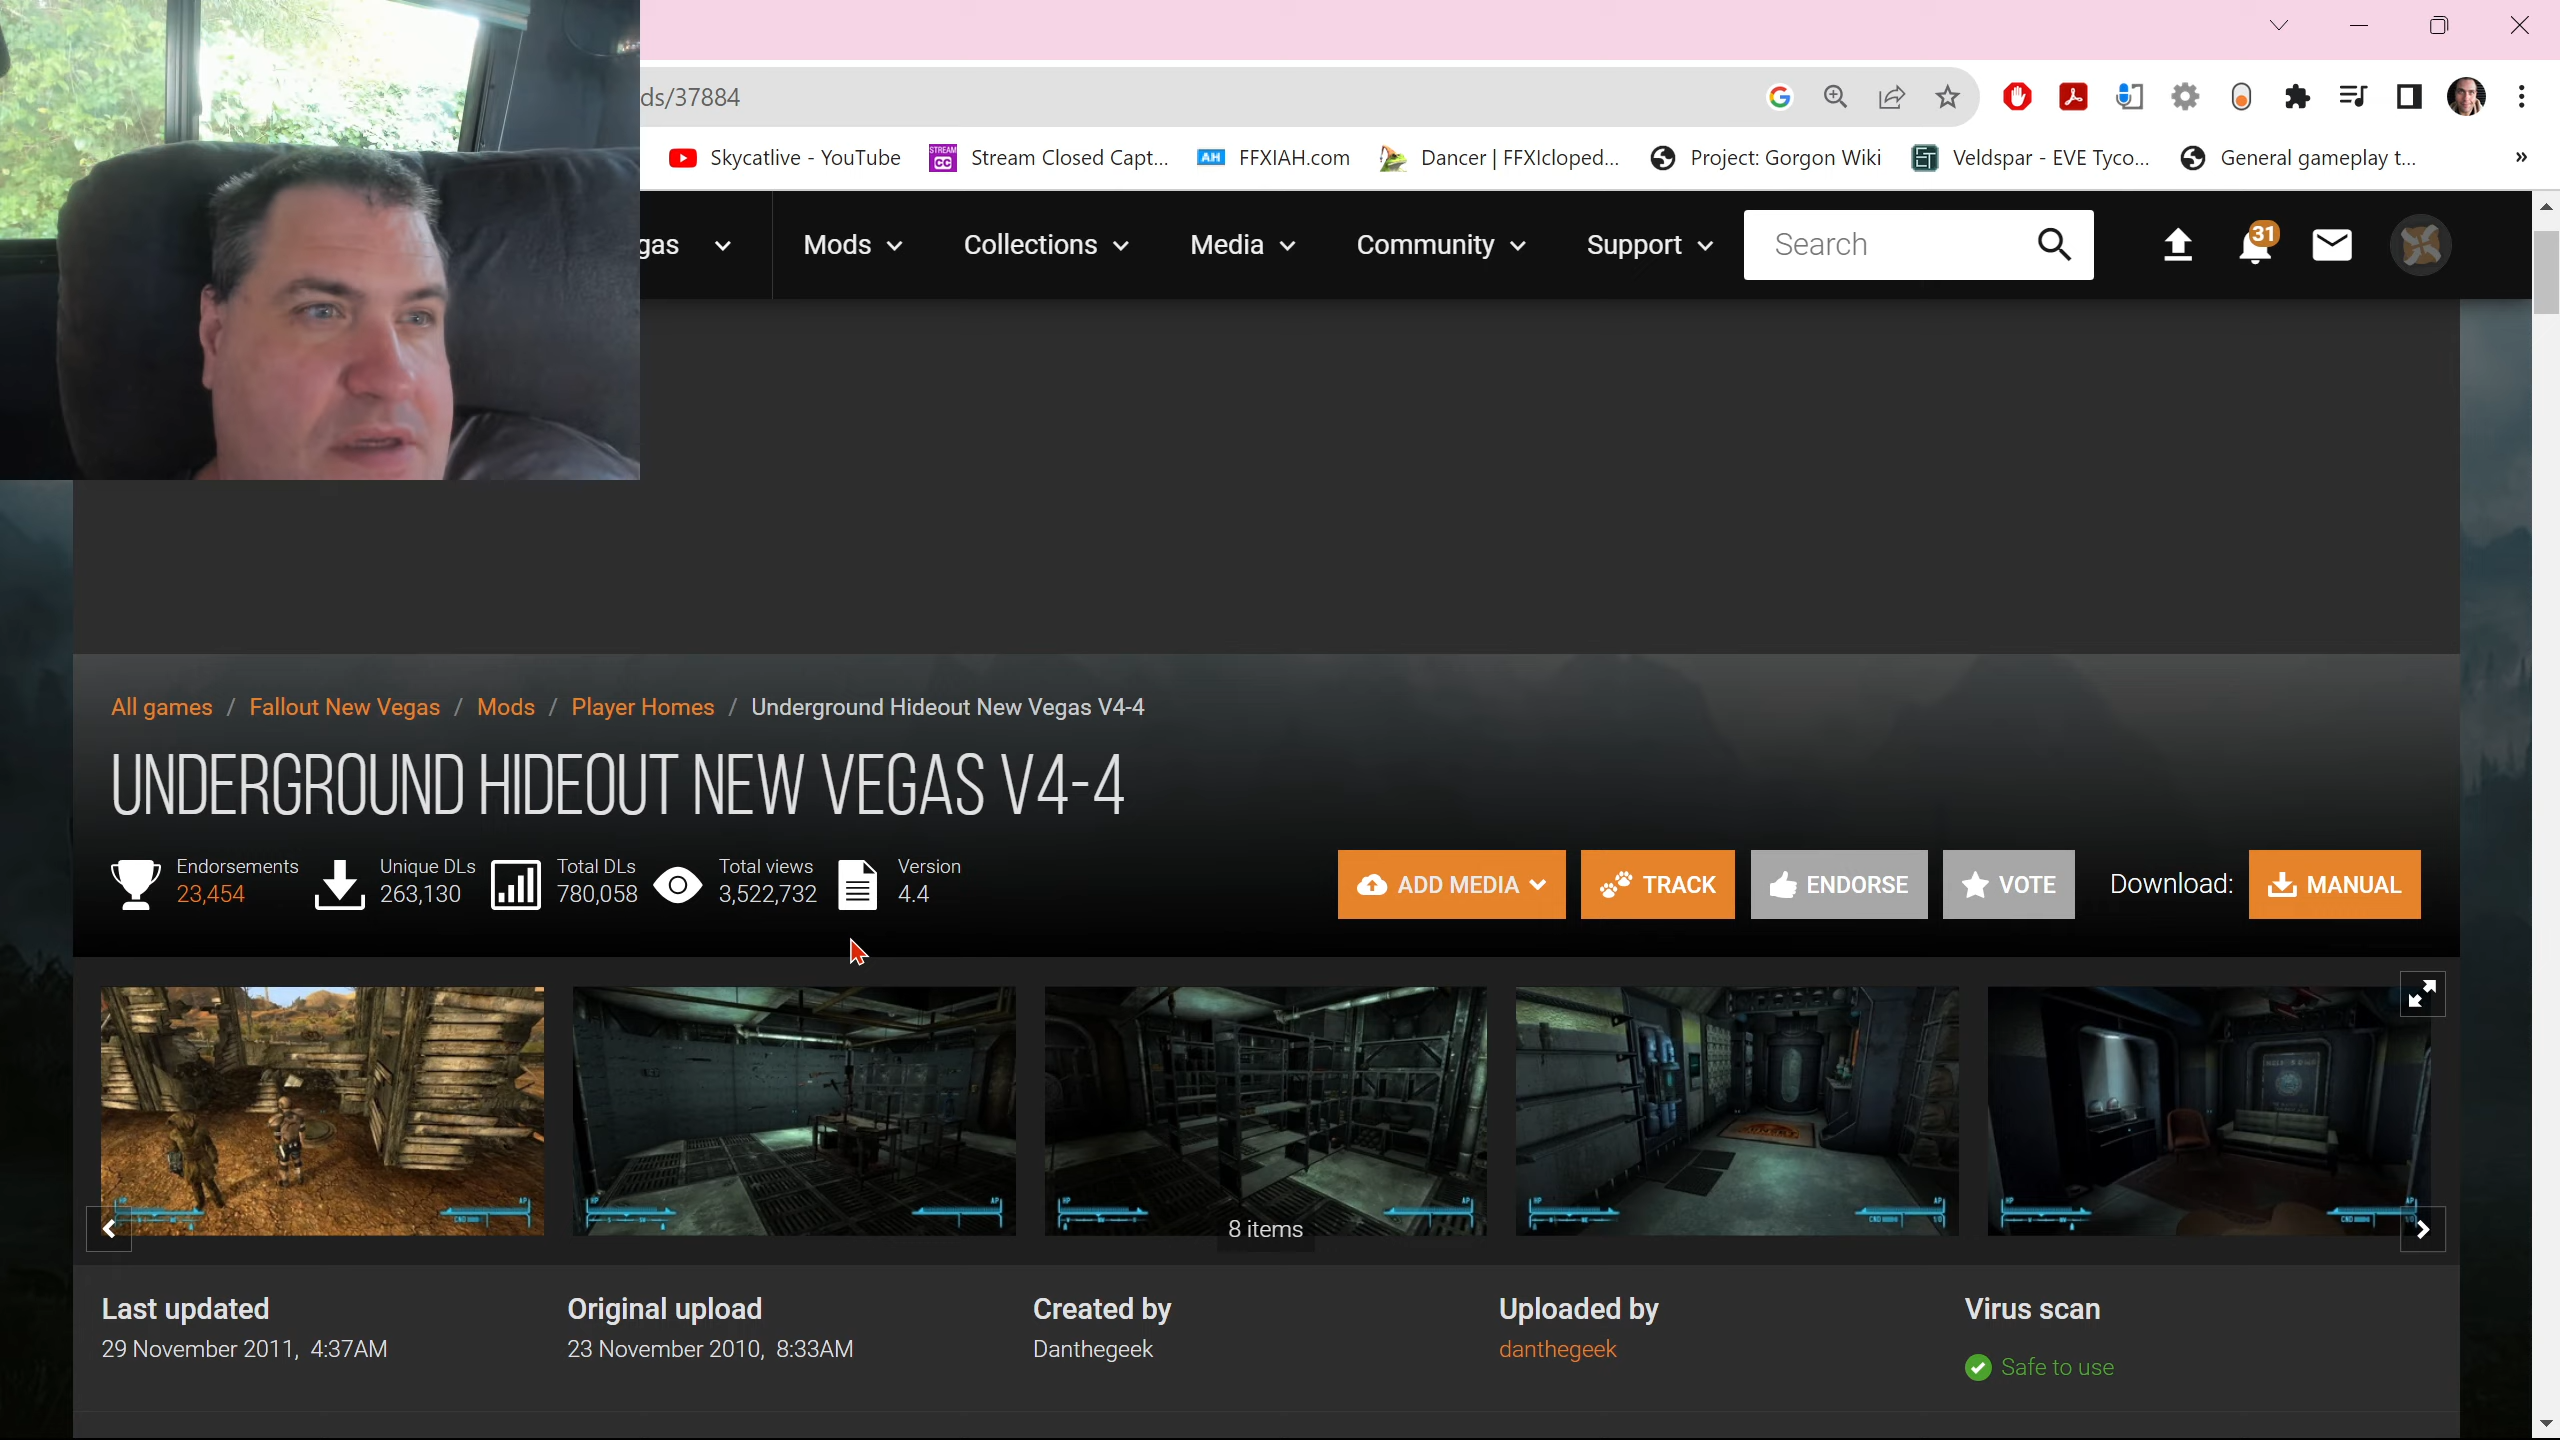 ds/37884
Skycatlive - YouTube
STREAM CC Stream Closed Capt...
AH FFXIAH.com
Dancer | FFXIcloped...
Project: Gorgon Wiki
ET Veldspar - EVE Tyco...
General gameplay t...
»
gas
Mods
Collections
Media
Community
Support
Search
31
All games / Fallout New Vegas / Mods / Player Homes / Underground Hideout New Vegas V4-4
UNDERGROUND HIDEOUT NEW VEGAS V4-4
Endorsements
23,454
Unique DLs
263,130
Total DLs
780,058
Total views
3,522,732
Version
4.4
ADD MEDIA
TRACK
ENDORSE
VOTE
Download:
MANUAL
8 items
Last updated
29 November 2011, 4:37AM
Original upload
23 November 2010, 8:33AM
Created by
Danthegeek
Uploaded by
danthegeek
Virus scan
Safe to use